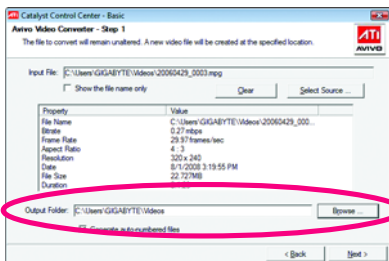 ATI Catalyst Control Center - Basic
Avivo Video Converter - Step 1
The file to convert will remain unaltered. A new video file will be created at the specified location.
ATI
AVIVO
Input File: C:\Users\GIGABYTE\Videos\20060429_0003.mpg
Show the file name only
Clear
Select Source ...
Property Value
File Name C:\Users\GIGABYTE\Videos\20060429_000...
Bitrate 0.27 mbps
Frame Rate 29.97 frames/sec
Aspect Ratio 4 : 3
Resolution 320 x 240
Date 8/1/2008 3:19:55 PM
File Size 22.727MB
Duration
Output Folder: C:\Users\GIGABYTE\Videos
Browse ...
Generate auto-numbered files
< Back
Next >